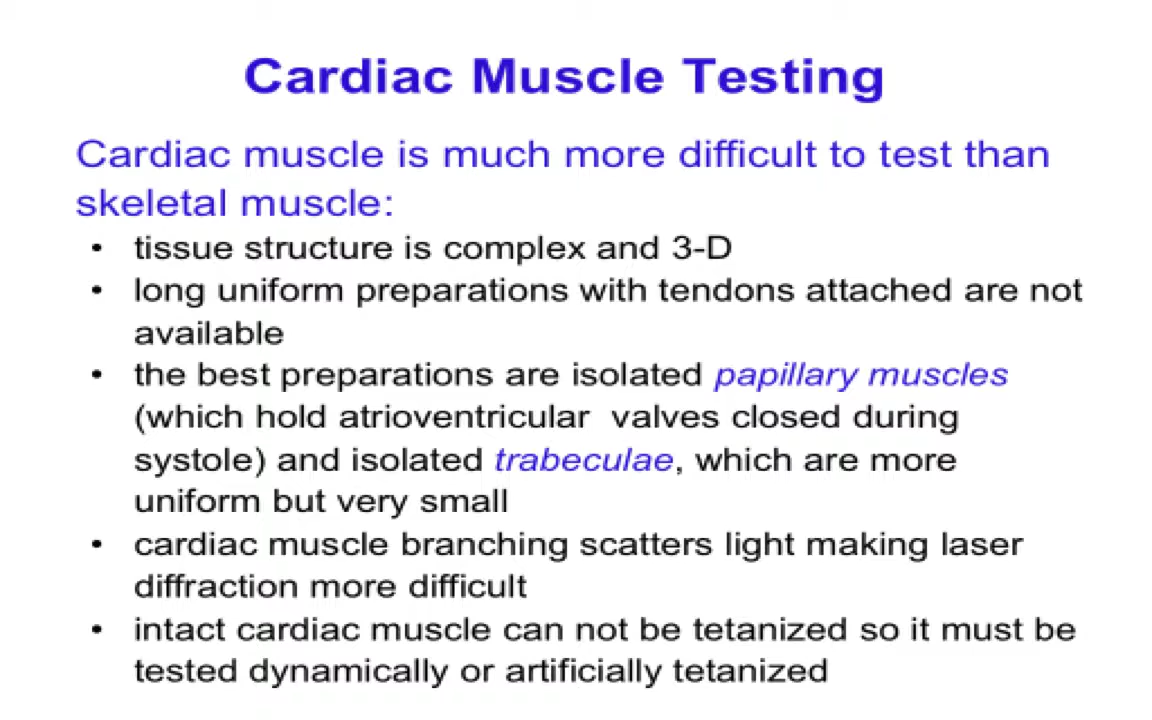 Cardiac Muscle Testing
Cardiac muscle is much more difficult to test than
skeletal muscle:
• tissue structure is complex and 3-D
• long uniform preparations with tendons attached are not
available
• the best preparations are isolated papillary muscles
(which hold atrioventricular valves closed during
systole) and isolated trabeculae, which are more
uniform but very small
• cardiac muscle branching scatters light making laser
diffraction more difficult
• intact cardiac muscle can not be tetanized so it must be
tested dynamically or artificially tetanized